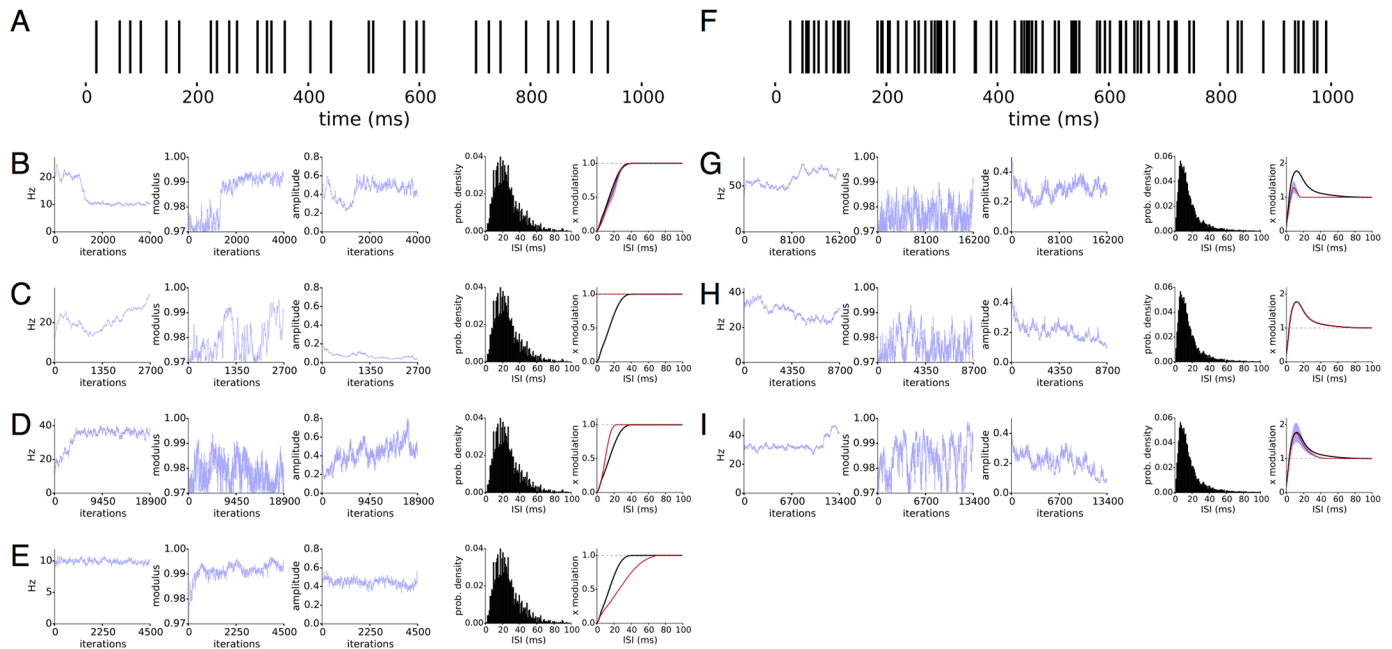 A
0 200 400 600 800 1000
time (ms)
F
0 200 400 600 800 1000
time (ms)
B
Hz
20
10
0
0 2000 4000
iterations
modulus
1.00
0.99
0.98
0.97
0 2000 4000
iterations
amplitude
0.8
0.6
0.4
0.2
0.0
0 2000 4000
iterations
prob. density
0.04
0.03
0.02
0.01
0.00
0 20 40 60 80 100
ISI (ms)
x modulation
1.0
0.5
0.0
0 20 40 60 80 100
ISI (ms)
G
Hz
50
0
0 8100 16200
iterations
modulus
1.00
0.99
0.98
0.97
0 8100 16200
iterations
amplitude
0.4
0.2
0.0
0 8100 16200
iterations
prob. density
0.06
0.04
0.02
0.00
0 20 40 60 80 100
ISI (ms)
x modulation
2
1
0
0 20 40 60 80 100
ISI (ms)
C
Hz
20
0
0 1350 2700
iterations
modulus
1.00
0.99
0.98
0.97
0 1350 2700
iterations
amplitude
0.8
0.6
0.4
0.2
0.0
0 1350 2700
iterations
prob. density
0.04
0.03
0.02
0.01
0.00
0 20 40 60 80 100
ISI (ms)
x modulation
1.0
0.5
0.0
0 20 40 60 80 100
ISI (ms)
H
Hz
40
20
0
0 4350 8700
iterations
modulus
1.00
0.99
0.98
0.97
0 4350 8700
iterations
amplitude
0.4
0.2
0.0
0 4350 8700
iterations
prob. density
0.06
0.04
0.02
0.00
0 20 40 60 80 100
ISI (ms)
x modulation
2
1
0
0 20 40 60 80 100
ISI (ms)
D
Hz
40
20
0
0 9450 18900
iterations
modulus
1.00
0.99
0.98
0.97
0 9450 18900
iterations
amplitude
0.8
0.6
0.4
0.2
0.0
0 9450 18900
iterations
prob. density
0.04
0.03
0.02
0.01
0.00
0 20 40 60 80 100
ISI (ms)
x modulation
1.0
0.5
0.0
0 20 40 60 80 100
ISI (ms)
I
Hz
40
20
0
0 6700 13400
iterations
modulus
1.00
0.99
0.98
0.97
0 6700 13400
iterations
amplitude
0.4
0.2
0.0
0 6700 13400
iterations
prob. density
0.06
0.04
0.02
0.00
0 20 40 60 80 100
ISI (ms)
x modulation
2
1
0
0 20 40 60 80 100
ISI (ms)
E
Hz
10
5
0
0 2250 4500
iterations
modulus
1.00
0.99
0.98
0.97
0 2250 4500
iterations
amplitude
0.8
0.6
0.4
0.2
0.0
0 2250 4500
iterations
prob. density
0.04
0.03
0.02
0.01
0.00
0 20 40 60 80 100
ISI (ms)
x modulation
1.0
0.5
0.0
0 20 40 60 80 100
ISI (ms)